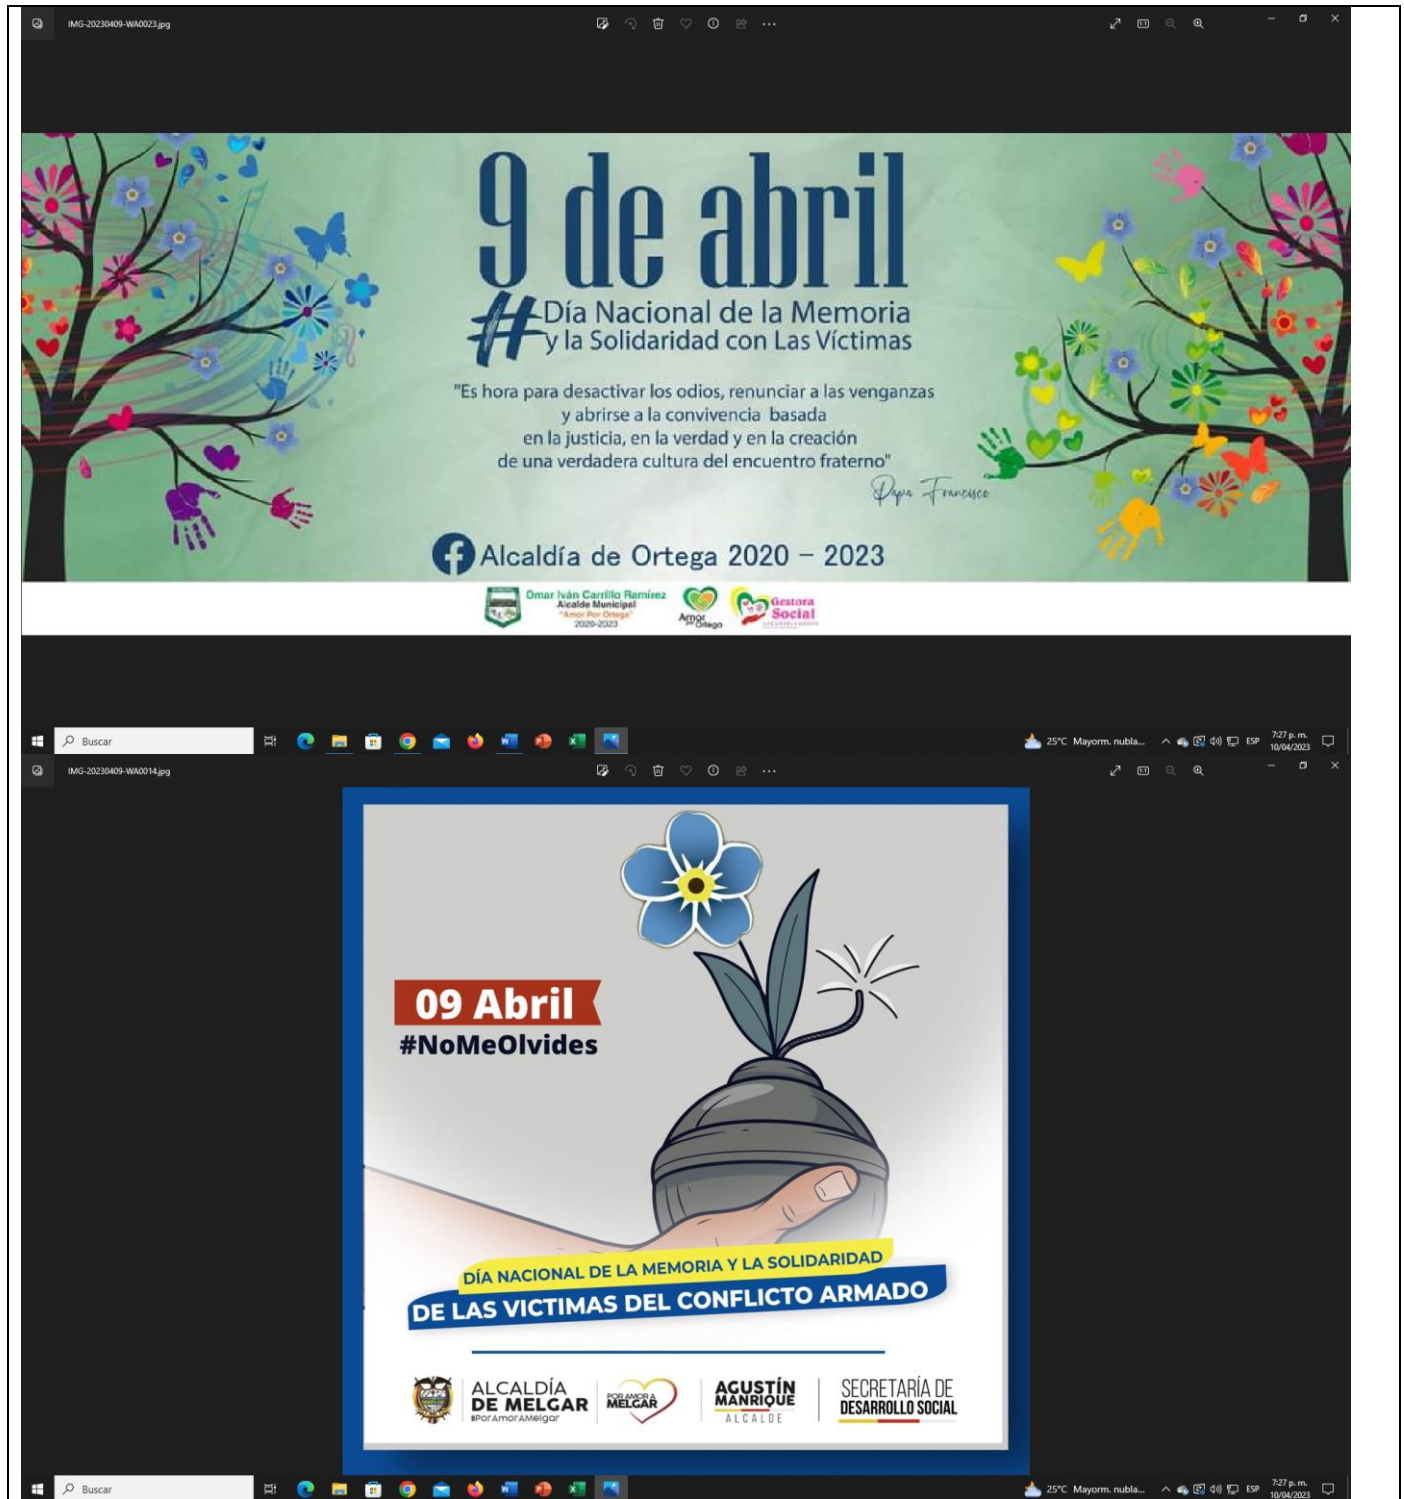 IMG-20230409-WA0023.jpg
9 de abril
#Día Nacional de la Memoria
y la Solidaridad con Las Víctimas
"Es hora para desactivar los odios, renunciar a las venganzas
y abrirse a la convivencia basada
en la justicia, en la verdad y en la creación
de una verdadera cultura del encuentro fraterno"
Papa Francisco
Alcaldía de Ortega 2020 - 2023
Omar Iván Carrillo Ramírez
Alcalde Municipal
"Amor Por Ortega"
2020-2023
Amor
por Ortega
Gestora
Social
Buscar
25°C Mayorm. nubla...
ESP
7:27 p. m.
10/04/2023
IMG-20230409-WA0014.jpg
09 Abril
#NoMeOlvides
DÍA NACIONAL DE LA MEMORIA Y LA SOLIDARIDAD
DE LAS VICTIMAS DEL CONFLICTO ARMADO
ALCALDÍA
DE MELGAR
#PorAmorAMelgar
POR AMOR A
MELGAR
AGUSTÍN
MANRIQUE
ALCALDE
SECRETARÍA DE
DESARROLLO SOCIAL
Buscar
25°C Mayorm. nubla...
ESP
7:27 p. m.
10/04/2023